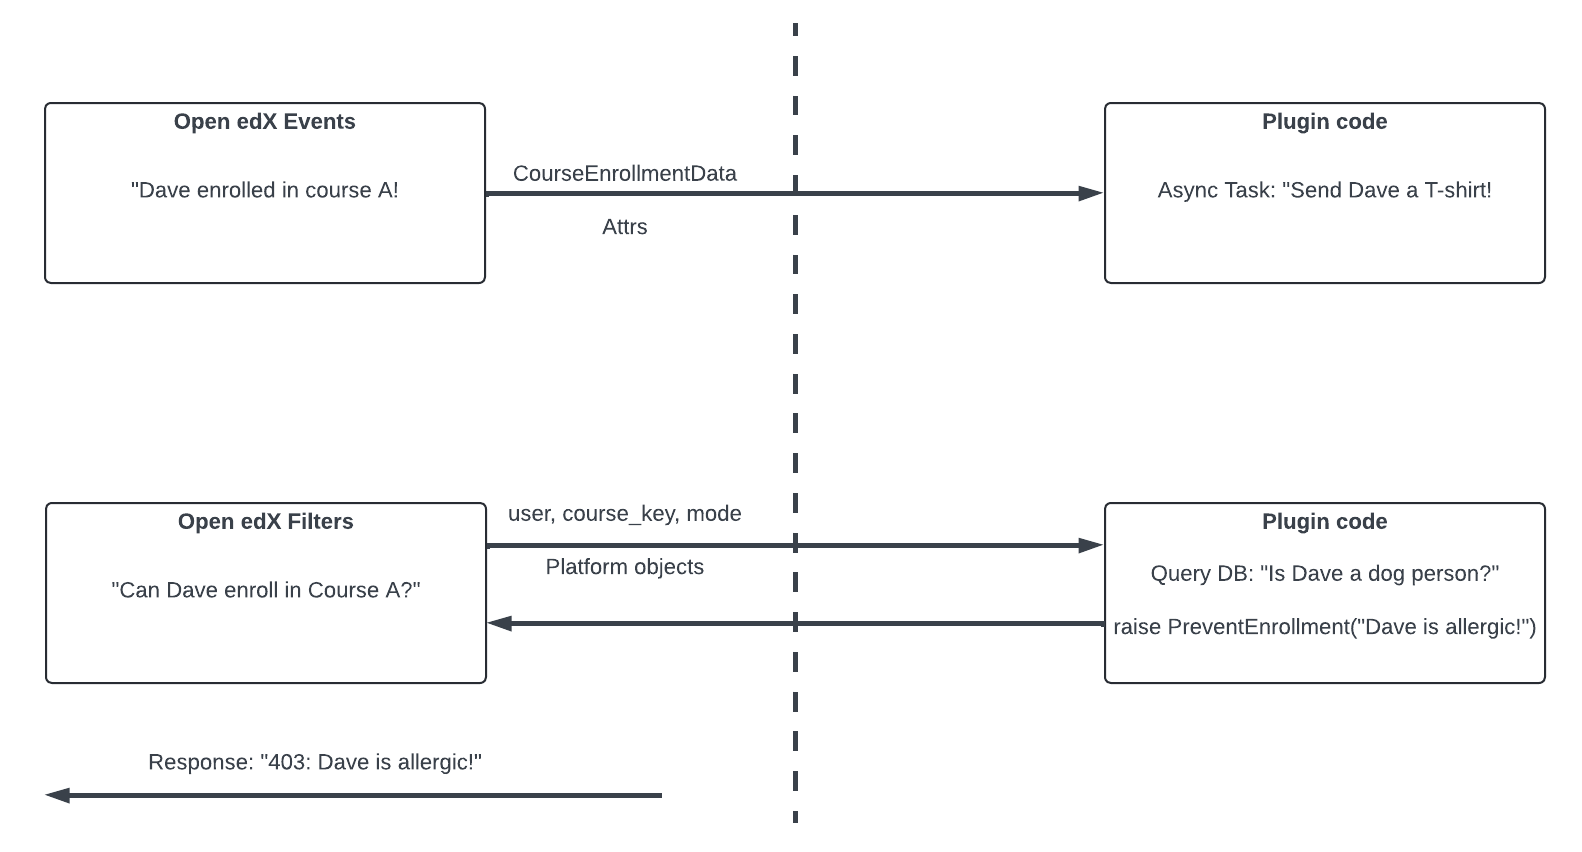 Open edX Events
"Dave enrolled in course A!
CourseEnrollmentData
Attrs
Plugin code
Async Task: "Send Dave a T-shirt!
Open edX Filters
"Can Dave enroll in Course A?"
user, course_key, mode
Platform objects
Plugin code
Query DB: "Is Dave a dog person?"
raise PreventEnrollment("Dave is allergic!")
Response: "403: Dave is allergic!"